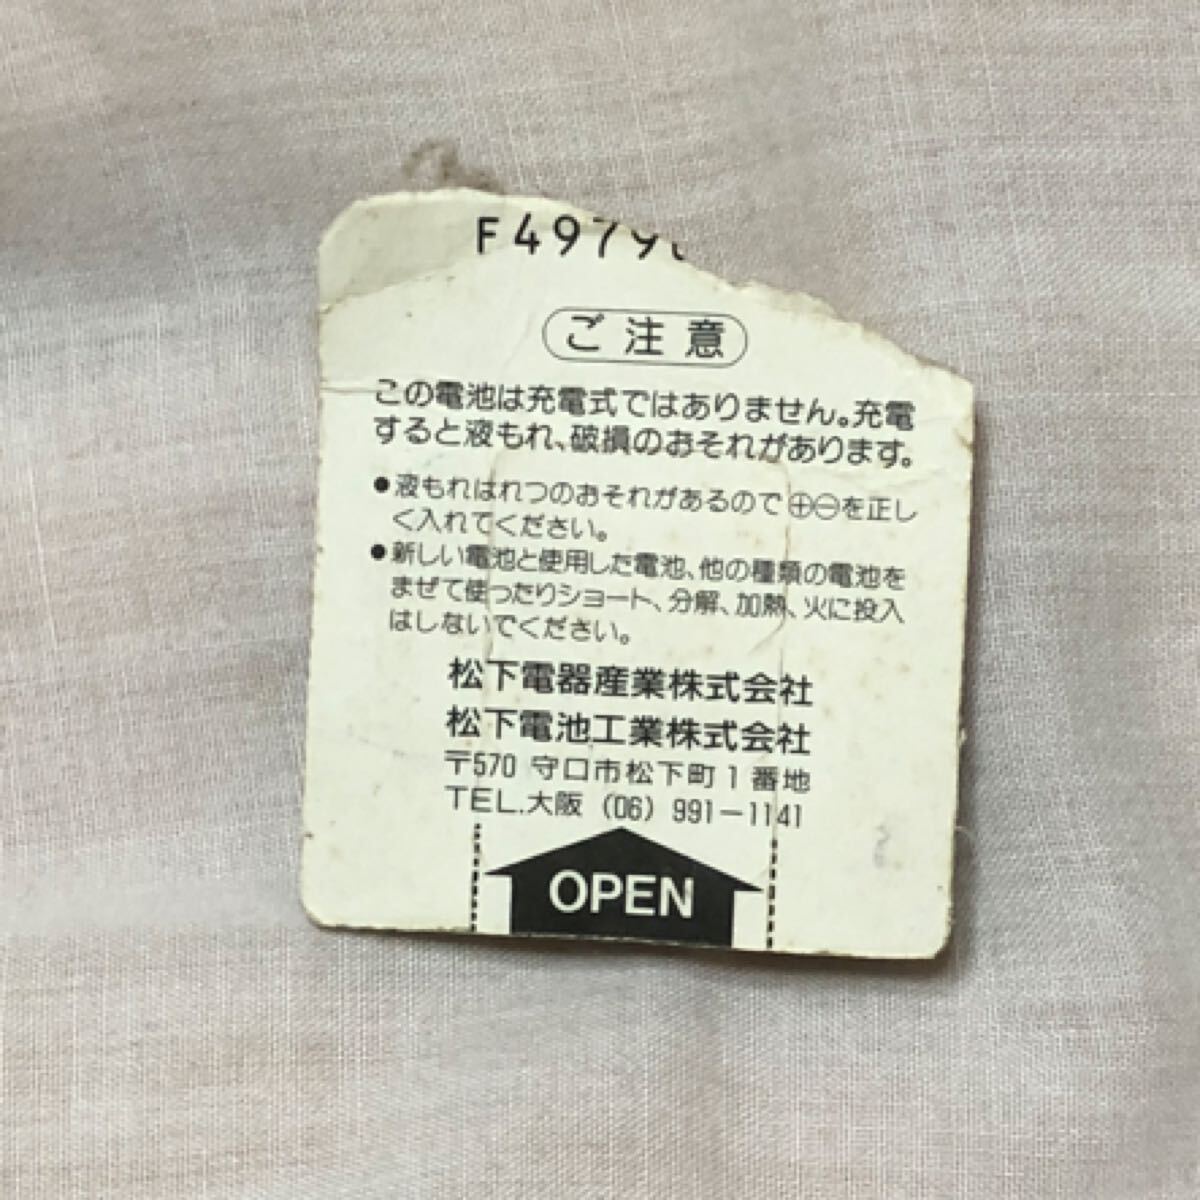 F4979
ご注意
この電池は充電式ではありません。充電
すると液もれ、破損のおそれがあります。
●液もれはれつのおそれがあるので⊕⊖を正し
く入れてください。
●新しい電池と使用した電池、他の種類の電池を
まぜて使ったりショート、分解、加熱、火に投入
はしないでください。
松下電器産業株式会社
松下電池工業株式会社
〒570 守口市松下町1番地
TEL.大阪 (06) 991-1141
OPEN